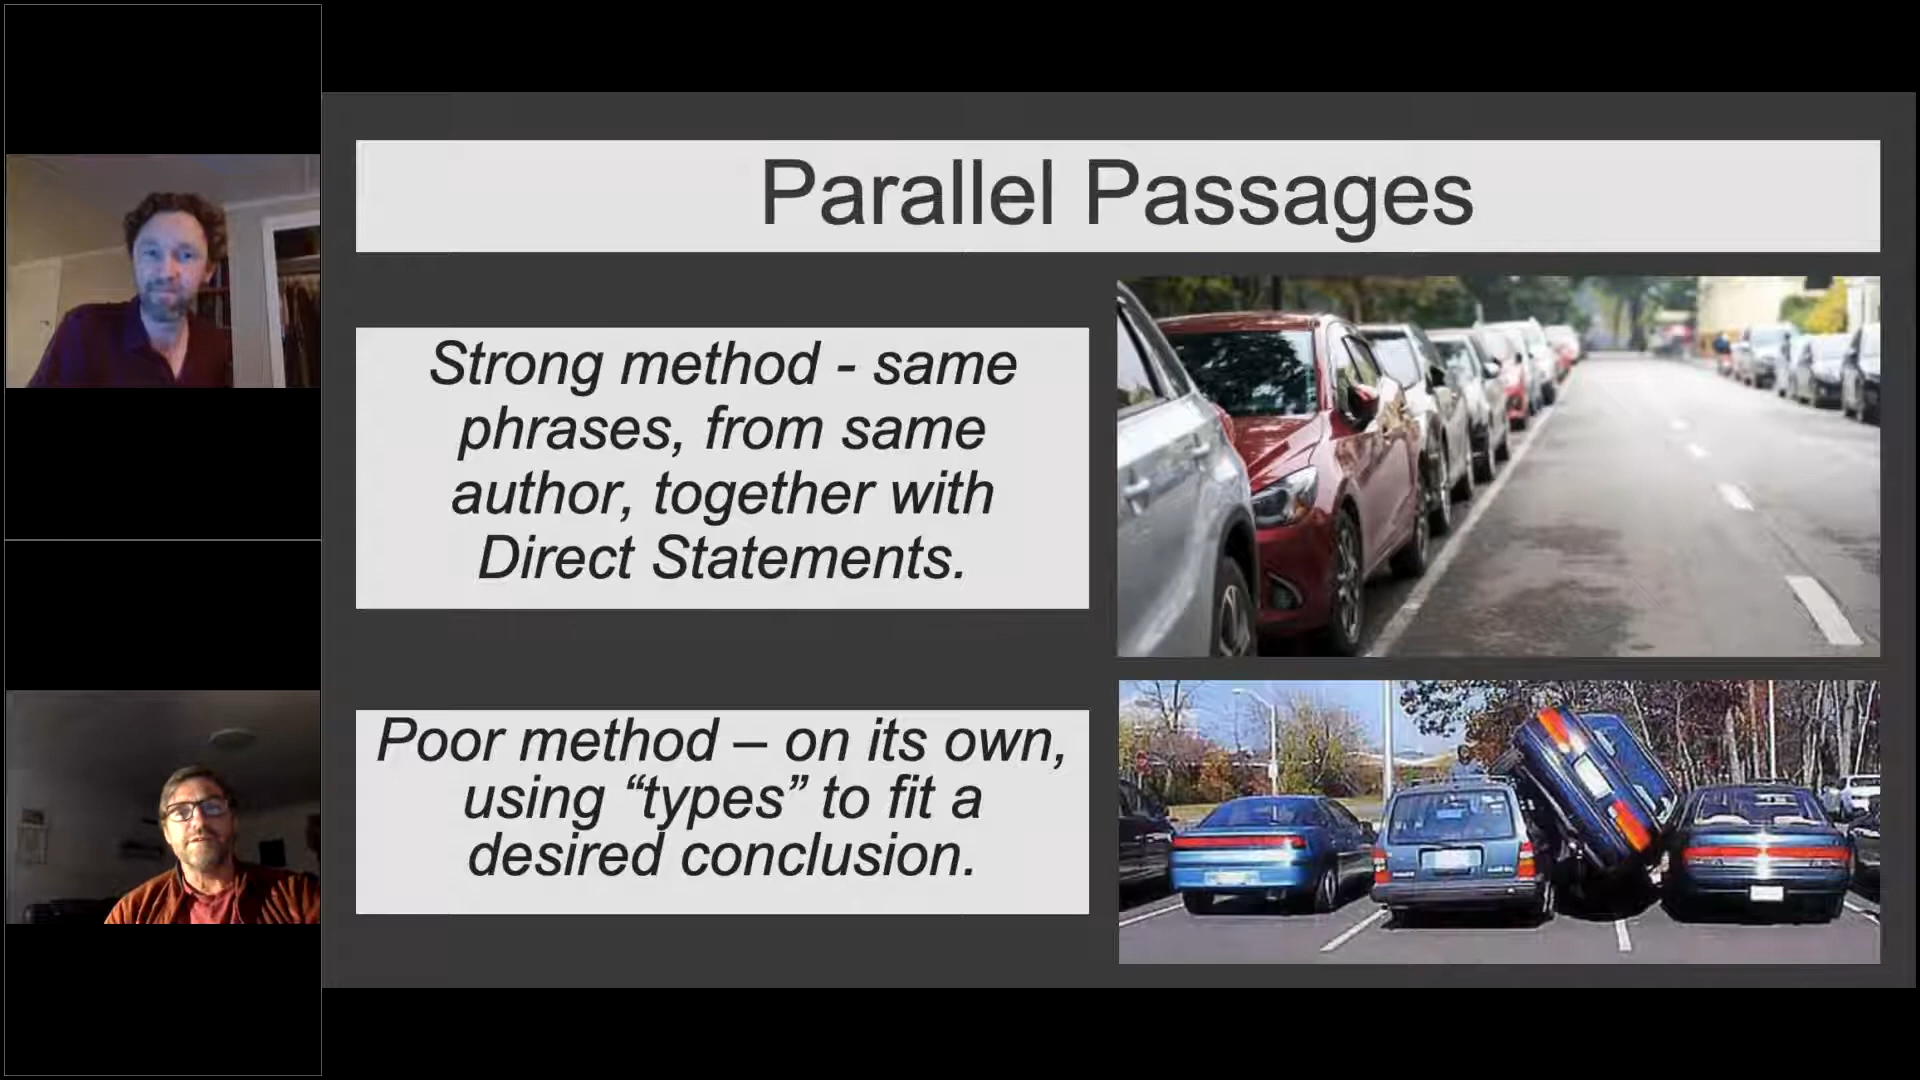 Parallel Passages
Strong method - same
phrases, from same
author, together with
Direct Statements.
Poor method – on its own,
using “types” to fit a
desired conclusion.